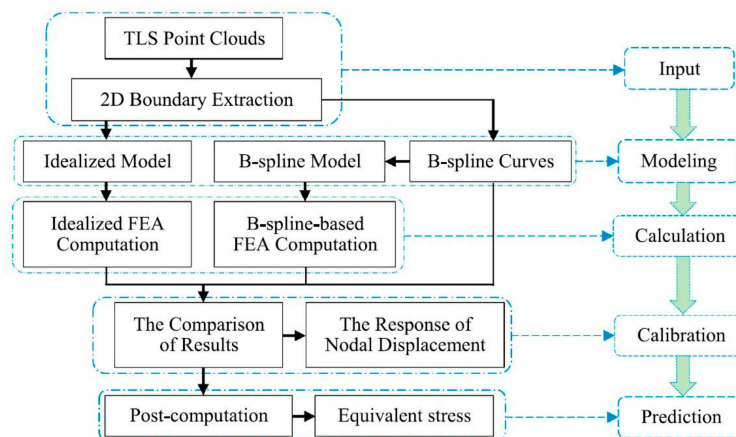 TLS Point Clouds
Input
2D Boundary Extraction
Idealized Model
B-spline Model
B-spline Curves
Modeling
Idealized FEA
Computation
B-spline-based
FEA Computation
Calculation
The Comparison
of Results
The Response of
Nodal Displacement
Calibration
Post-computation
Equivalent stress
Prediction